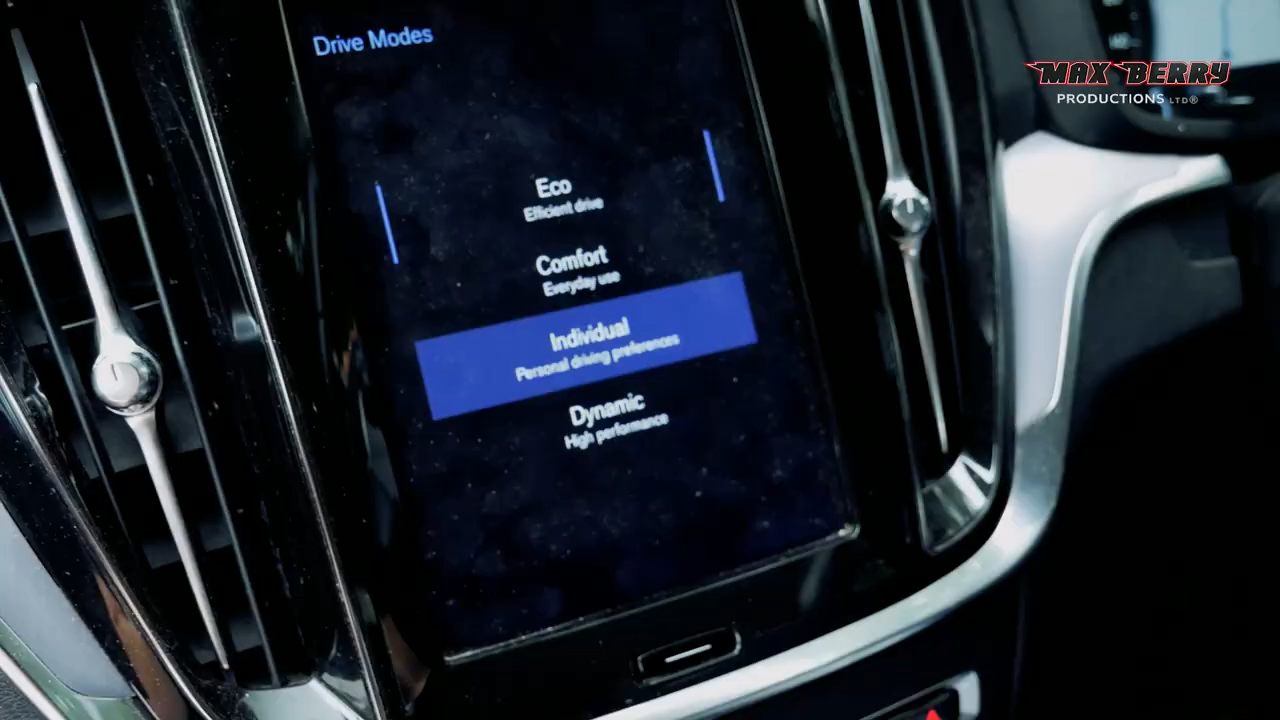 Drive Modes
MAX BERRY
PRODUCTIONS LTD®
Eco
Efficient drive
Comfort
Everyday use
Individual
Personal driving preferences
Dynamic
High performance